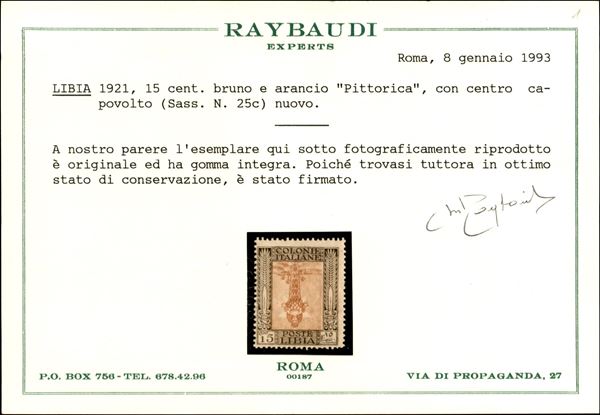 RAYBAUDI
EXPERTS
Roma, 8 gennaio 1993
LIBIA 1921, 15 cent. bruno e arancio "Pittorica", con centro ca-
povolto (Sass. N. 25c) nuovo.
A nostro parere l'esemplare qui sotto fotograficamente riprodotto
è originale ed ha gomma integra. Poiché trovasi tuttora in ottimo
stato di conservazione, è stato firmato.
COLONIE
ITALIANE
15
POSTE
LIBIA
ROMA
00187
P.O. BOX 756 - TEL. 678.42.96
VIA DI PROPAGANDA, 27